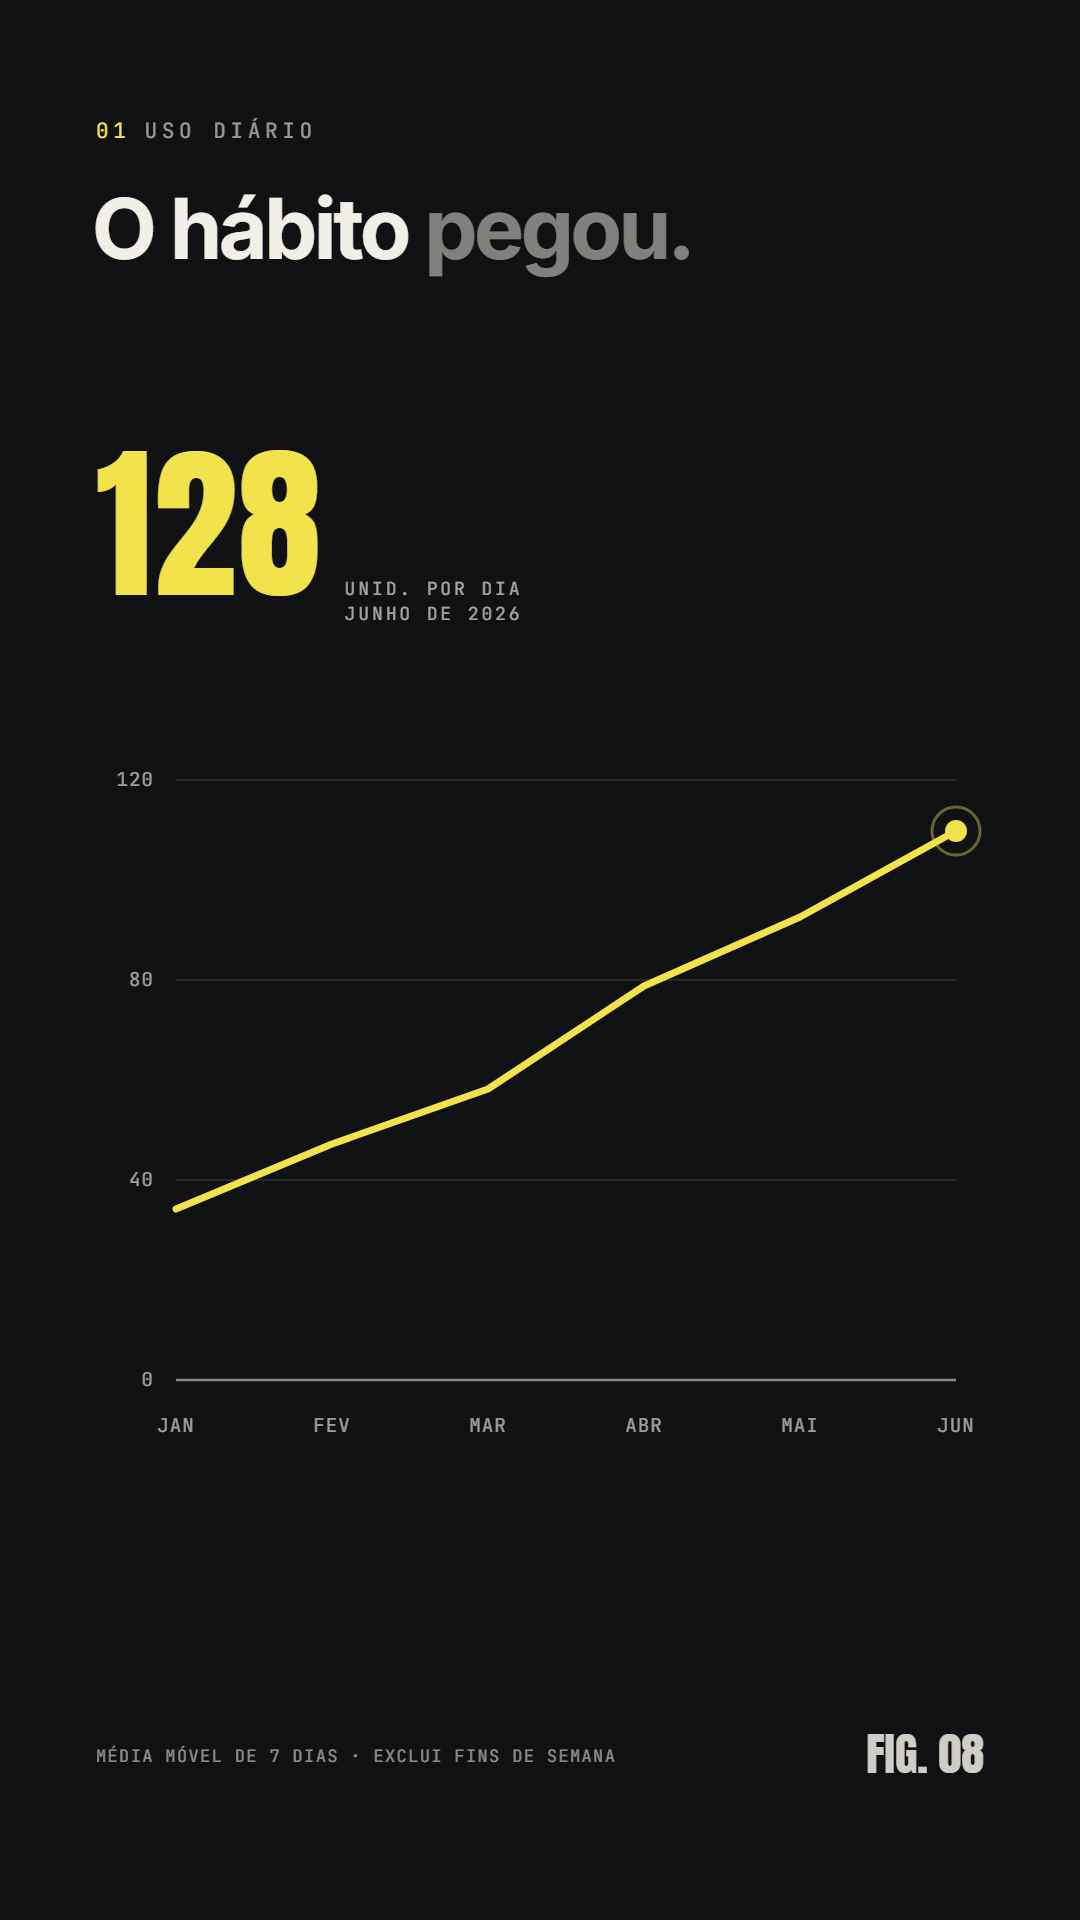 01 USO DIÁRIO
O hábito pegou.
128
UNID. POR DIA
JUNHO DE 2026
120
80
40
0
JAN FEV MAR ABR MAI JUN
MÉDIA MÓVEL DE 7 DIAS · EXCLUI FINS DE SEMANA
FIG. 08